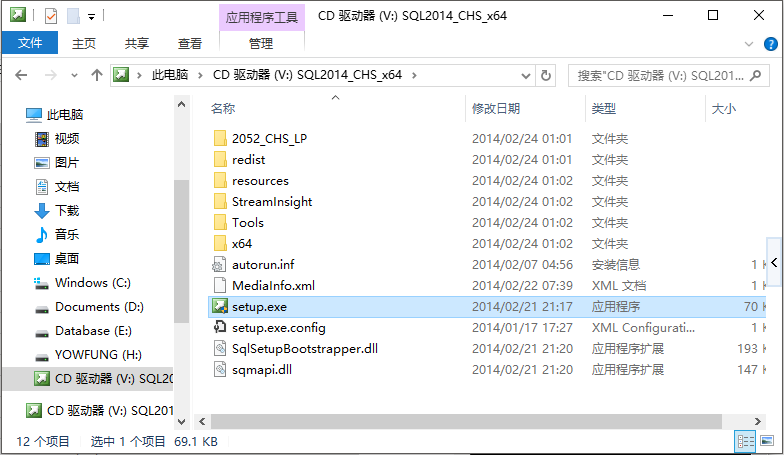 应用程序工具
CD 驱动器 (V:) SQL2014_CHS_x64
文件
主页
共享
查看
管理
此电脑
CD 驱动器 (V:) SQL2014_CHS_x64
搜索"CD 驱动器 (V:) SQL201...
此电脑
视频
图片
文档
下载
音乐
桌面
Windows (C:)
Documents (D:)
Database (E:)
YOWFUNG (H:)
CD 驱动器 (V:) SQL20
CD 驱动器 (V:) SQL201
名称 修改日期 类型 大小
2052_CHS_LP 2014/02/24 01:01 文件夹
redist 2014/02/24 01:01 文件夹
resources 2014/02/24 01:02 文件夹
StreamInsight 2014/02/24 01:02 文件夹
Tools 2014/02/24 01:02 文件夹
x64 2014/02/24 01:02 文件夹
autorun.inf 2014/02/07 04:56 安装信息 1 K
MediaInfo.xml 2014/02/22 07:39 XML 文档 1 K
setup.exe 2014/02/21 21:17 应用程序 70 K
setup.exe.config 2014/01/17 17:27 XML Configurati... 1 K
SqlSetupBootstrapper.dll 2014/02/21 21:20 应用程序扩展 193 K
sqmapi.dll 2014/02/21 21:20 应用程序扩展 147 K
12 个项目 选中 1 个项目 69.1 KB